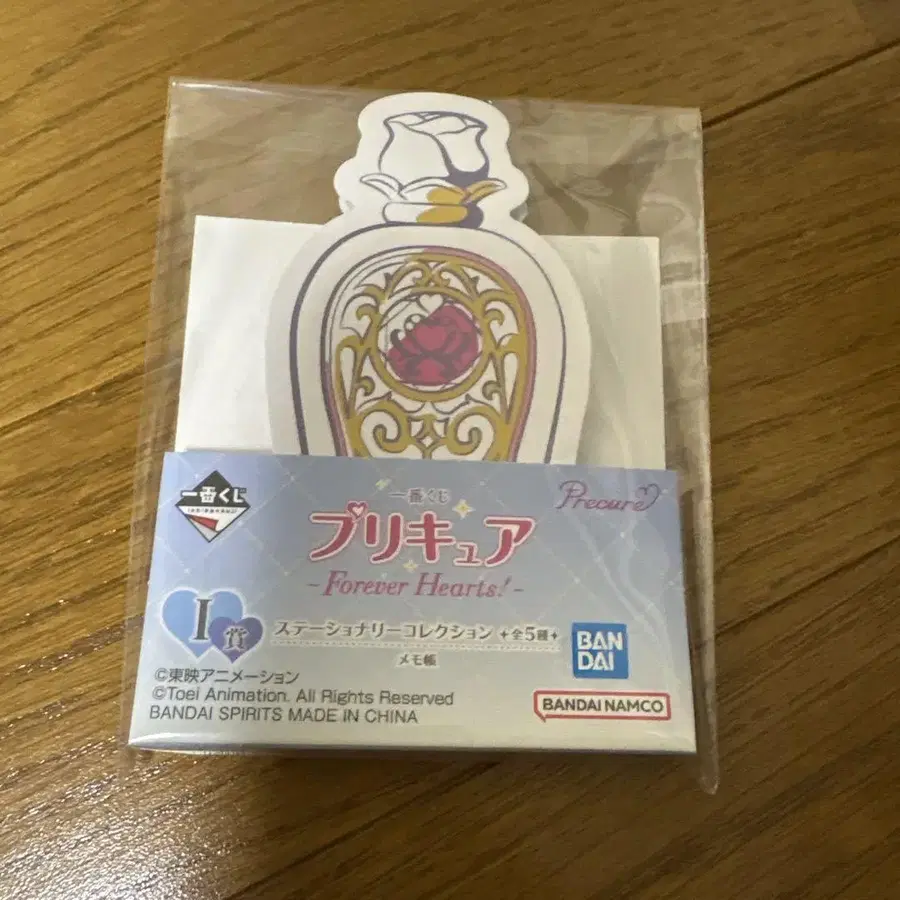 一番くじ
一番くじ
プリキュア
-Forever Hearts!-
Precure
I賞
ステーショナリーコレクション 全5種
メモ帳
BAN
DAI
©東映アニメーション
©Toei Animation. All Rights Reserved
BANDAI SPIRITS MADE IN CHINA
BANDAI NAMCO